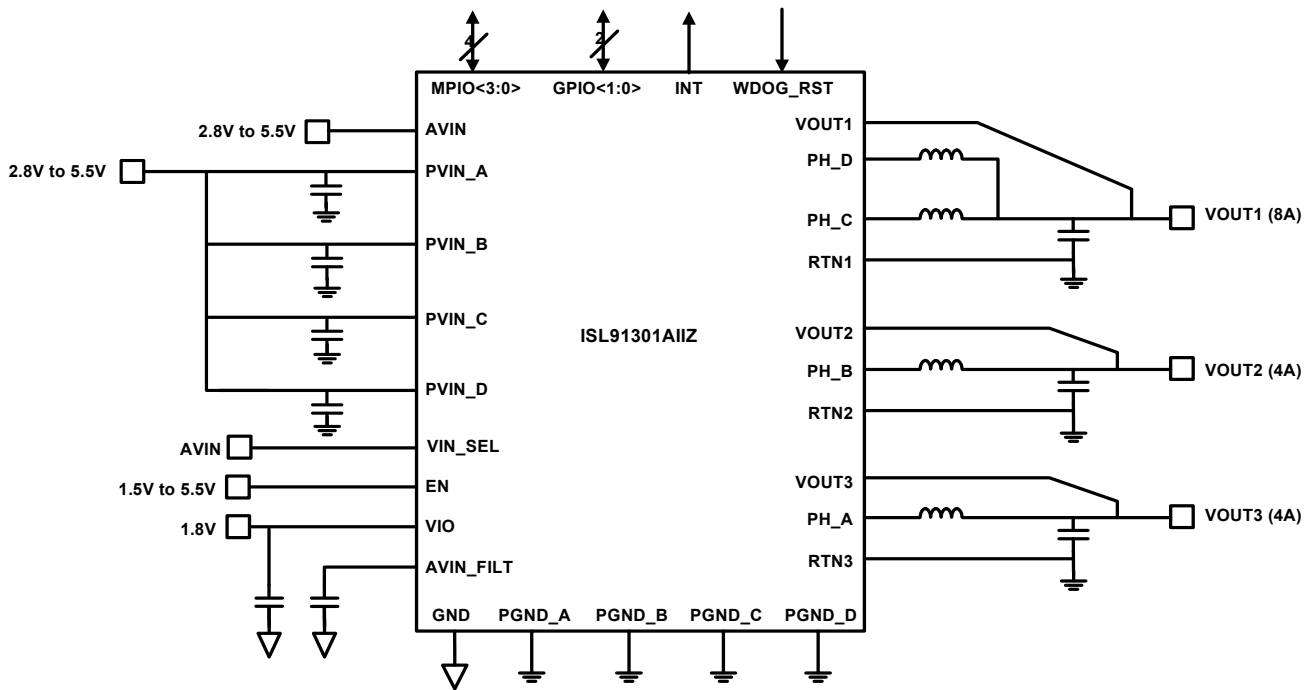 4
2
MPIO<3:0>
GPIO<1:0>
INT
WDOG_RST
2.8V to 5.5V
AVIN
2.8V to 5.5V
PVIN_A
PVIN_B
PVIN_C
PVIN_D
AVIN
VIN_SEL
1.5V to 5.5V
EN
1.8V
VIO
AVIN_FILT
ISL91301AIIZ
VOUT1
PH_D
PH_C
RTN1
VOUT1 (8A)
VOUT2
PH_B
RTN2
VOUT2 (4A)
VOUT3
PH_A
RTN3
VOUT3 (4A)
GND
PGND_A
PGND_B
PGND_C
PGND_D